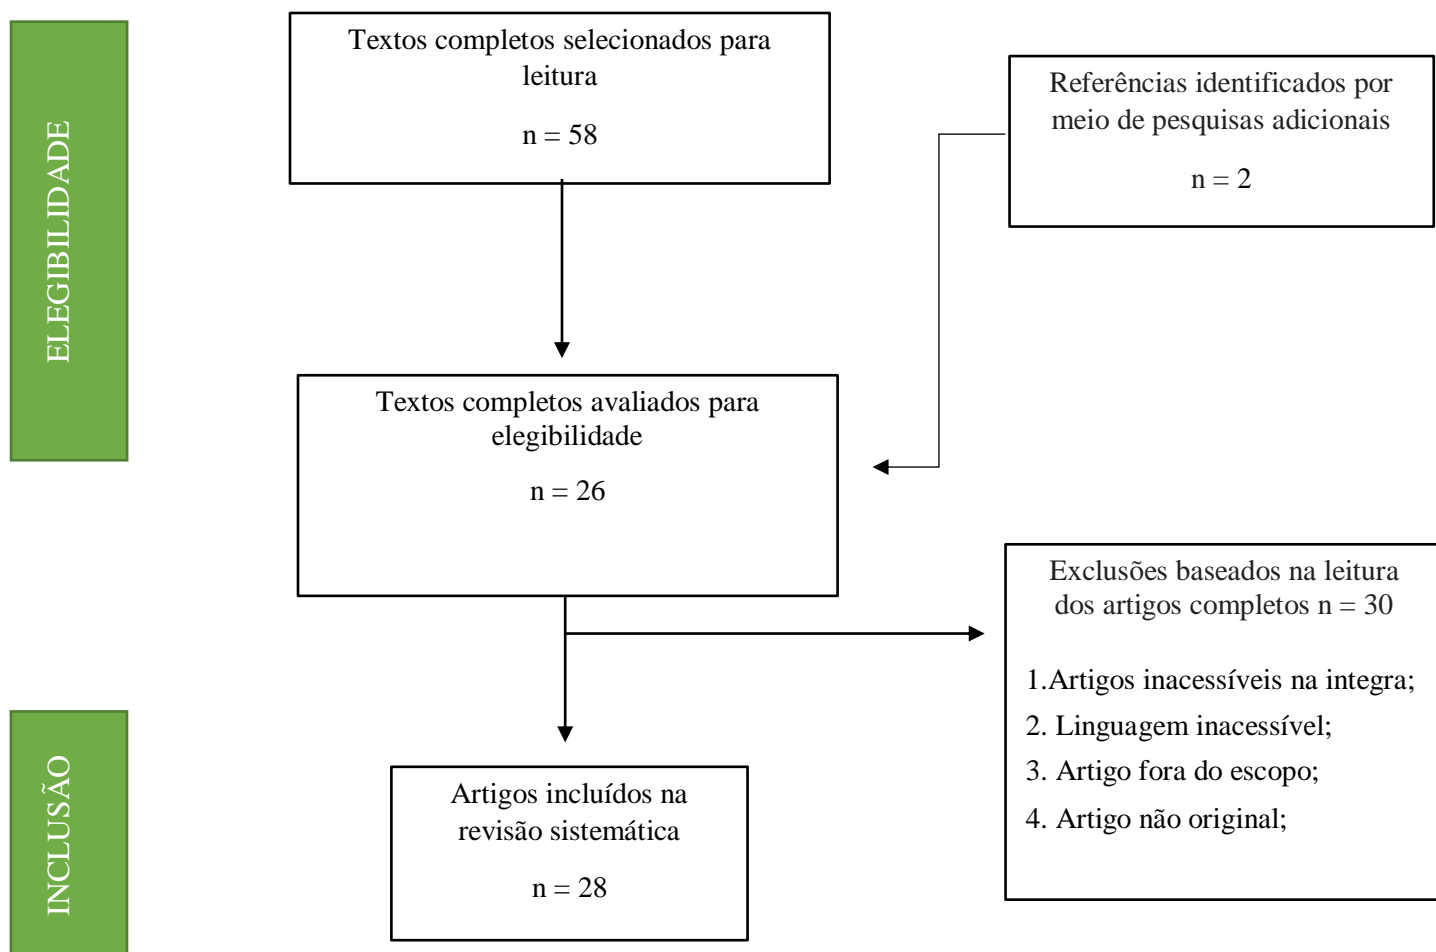 ELEGIBILIDADE
Textos completos selecionados para
leitura
n = 58
Referências identificados por
meio de pesquisas adicionais
n = 2
Textos completos avaliados para
elegibilidade
n = 26
Exclusões baseados na leitura
dos artigos completos n = 30
1.Artigos inacessíveis na integra;
2. Linguagem inacessível;
3. Artigo fora do escopo;
4. Artigo não original;
INCLUSÃO
Artigos incluídos na
revisão sistemática
n = 28